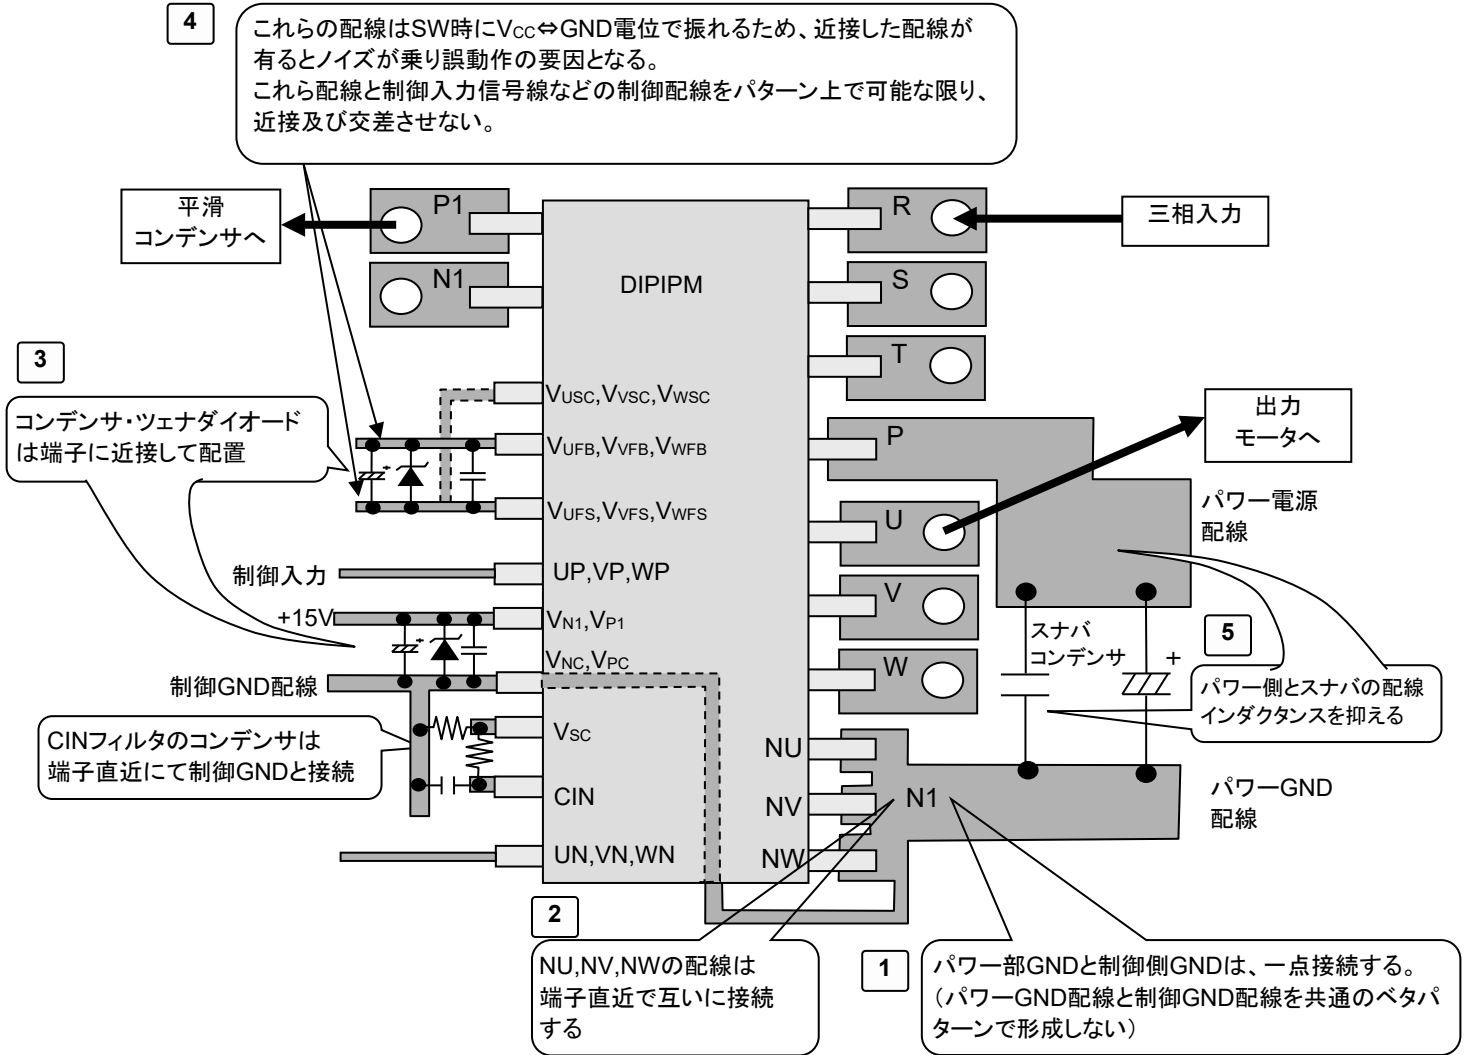 4
これらの配線はSW時にVCC⇔GND電位で振れるため、近接した配線が
有るとノイズが乗り誤動作の要因となる。
これら配線と制御入力信号線などの制御配線をパターン上で可能な限り、
近接及び交差させない。
平滑
コンデンサへ
P1
N1
DIPIPM
R
S
T
三相入力
3
コンデンサ・ツェナダイオード
は端子に近接して配置
VUSC,VVSC,VWSC
VUFB,VVFB,VWFB
VUFS,VVFS,VWFS
P
出力
モータへ
パワー電源
配線
U
V
W
制御入力
UP,VP,WP
+15V
VN1,VP1
VNC,VPC
制御GND配線
スナバ
コンデンサ
+
5
パワー側とスナバの配線
インダクタンスを抑える
CINフィルタのコンデンサは
端子直近にて制御GNDと接続
VSC
CIN
UN,VN,WN
NU
NV
NW
N1
パワーGND
配線
2
NU,NV,NWの配線は
端子直近で互いに接続
する
1
パワー部GNDと制御側GNDは、一点接続する。
（パワーGND配線と制御GND配線を共通のベタパ
ターンで形成しない）